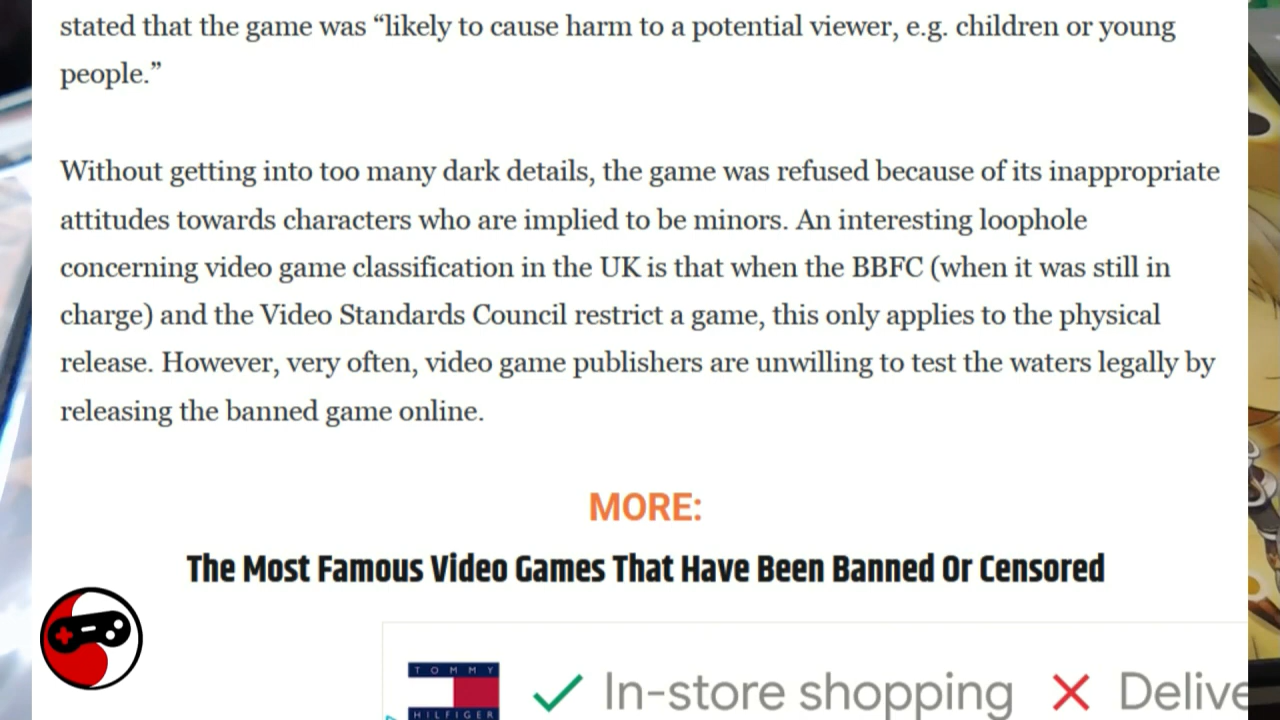 stated that the game was “likely to cause harm to a potential viewer, e.g. children or young
people.”
Without getting into too many dark details, the game was refused because of its inappropriate
attitudes towards characters who are implied to be minors. An interesting loophole
concerning video game classification in the UK is that when the BBFC (when it was still in
charge) and the Video Standards Council restrict a game, this only applies to the physical
release. However, very often, video game publishers are unwilling to test the waters legally by
releasing the banned game online.
MORE:
The Most Famous Video Games That Have Been Banned Or Censored
TOMMY
HILFIGER
In-store shopping
Delive